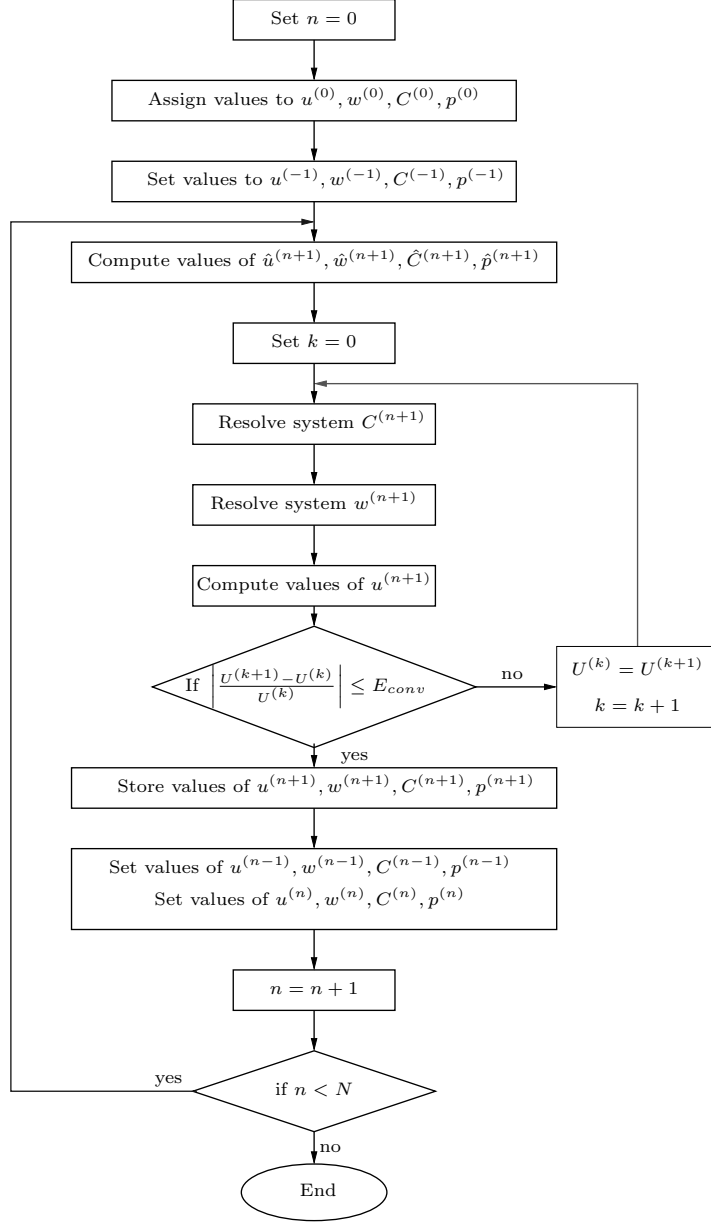 Set n = 0
Assign values to u^{(0)}, w^{(0)}, C^{(0)}, p^{(0)}
Set values to u^{(−1)}, w^{(−1)}, C^{(−1)}, p^{(−1)}
Compute values of û^{(n+1)}, ŵ^{(n+1)}, Ĉ^{(n+1)}, p̂^{(n+1)}
Set k = 0
Resolve system C^{(n+1)}
Resolve system w^{(n+1)}
Compute values of u^{(n+1)}
If |\frac{U^{(k+1)}−U^{(k)}}{U^{(k)}}| ≤ E_{conv}
no
U^{(k)} = U^{(k+1)}
k = k + 1
yes
Store values of u^{(n+1)}, w^{(n+1)}, C^{(n+1)}, p^{(n+1)}
Set values of u^{(n−1)}, w^{(n−1)}, C^{(n−1)}, p^{(n−1)}
Set values of u^{(n)}, w^{(n)}, C^{(n)}, p^{(n)}
n = n + 1
yes
if n < N
no
End